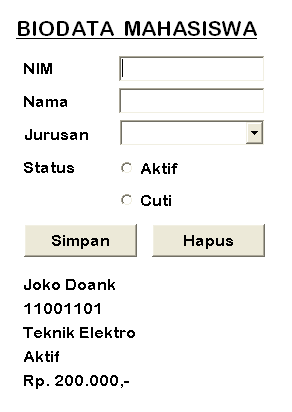 BIODATA MAHASISWA
NIM
Nama
Jurusan
Status
Aktif
Cuti
Simpan
Hapus
Joko Doank
11001101
Teknik Elektro
Aktif
Rp. 200.000,-